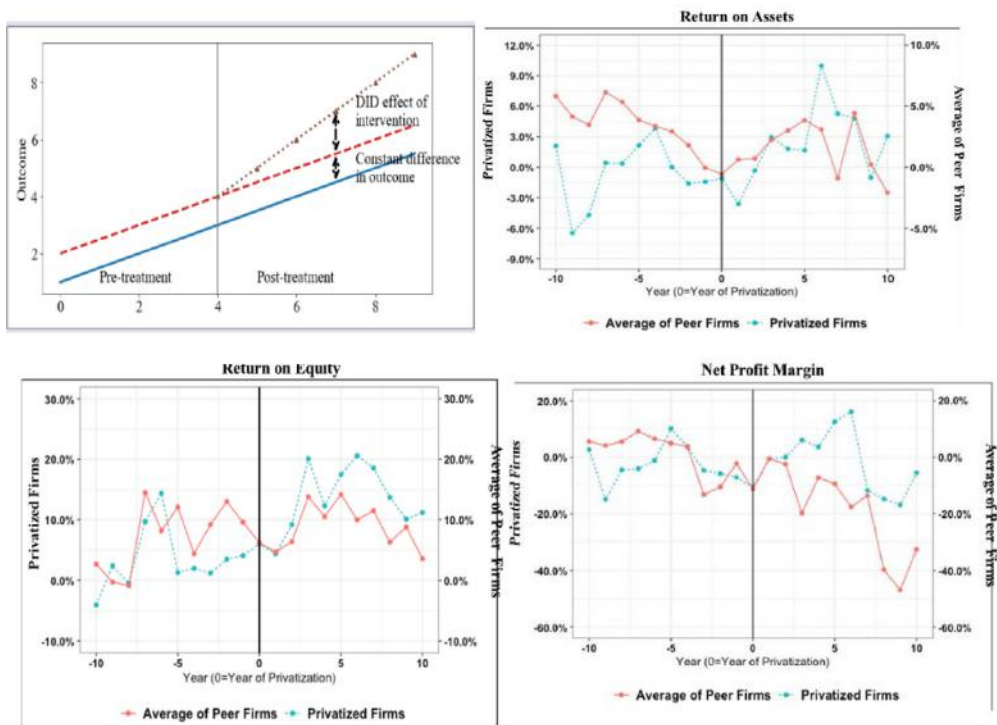 8
6
4
2
Outcome
DID effect of
intervention
Constant difference
in outcome
Pre-treatment
Post-treatment
0
2
4
6
8
Return on Assets
12.0%
9.0%
6.0%
3.0%
0.0%
-3.0%
-6.0%
-9.0%
Privatized Firms
10.0%
5.0%
0.0%
-5.0%
Average of Peer Firms
-10
-5
0
5
10
Year (0=Year of Privatization)
Average of Peer Firms
Privatized Firms
Return on Equity
30.0%
20.0%
10.0%
0.0%
-10.0%
Privatized Firms
30.0%
20.0%
10.0%
0.0%
-10.0%
Average of Peer Firms
-10
-5
0
5
10
Year (0=Year of Privatization)
Average of Peer Firms
Privatized Firms
Net Profit Margin
20.0%
0.0%
-20.0%
-40.0%
-60.0%
Privatized Firms
20.0%
0.0%
-20.0%
-40.0%
-60.0%
Average of Peer Firms
-10
-5
0
5
10
Year (0=Year of Privatization)
Average of Peer Firms
Privatized Firms